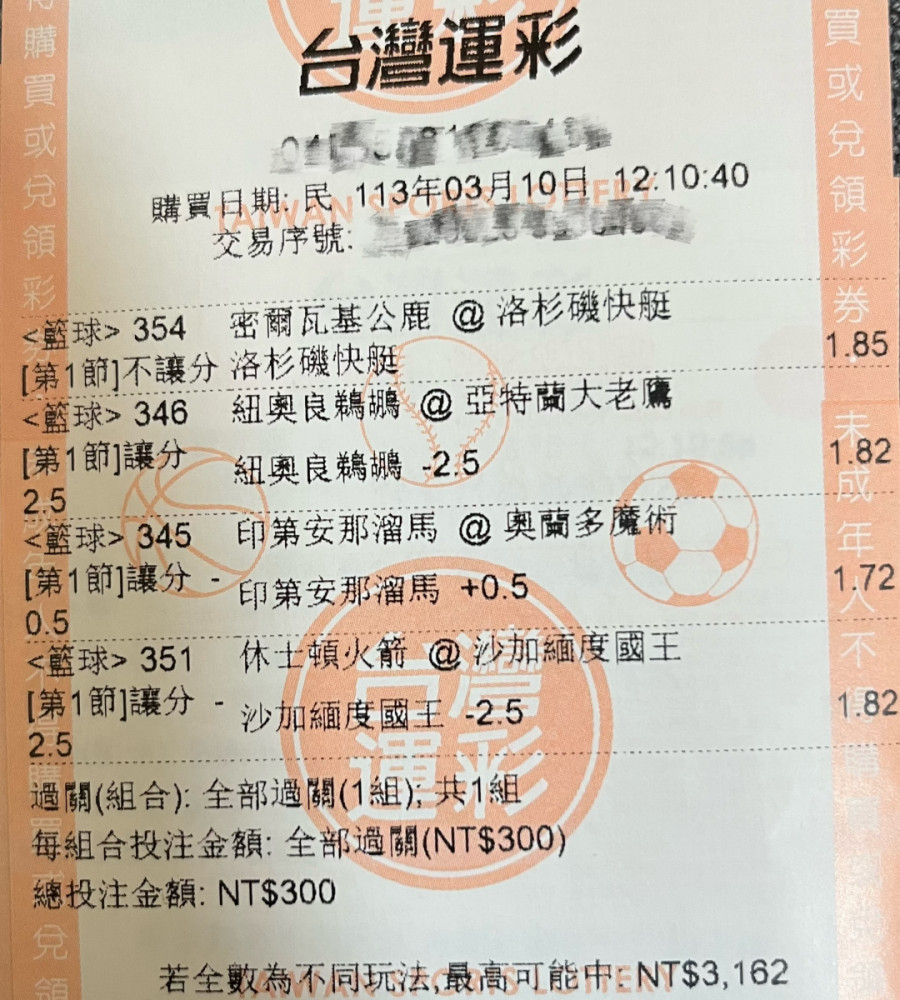 台灣運彩
購買日期: 民 113年03月10日 12:10:40
交易序號:
<籃球> 354 密爾瓦基公鹿 @ 洛杉磯快艇
[第1節]不讓分 洛杉磯快艇 1.85
<籃球> 346 紐奧良鵜鶘 @ 亞特蘭大老鷹
[第1節]讓分 紐奧良鵜鶘 -2.5 1.82
2.5
<籃球> 345 印第安那溜馬 @ 奧蘭多魔術
[第1節]讓分 - 印第安那溜馬 +0.5 1.72
0.5
<籃球> 351 休士頓火箭 @ 沙加緬度國王
[第1節]讓分 - 沙加緬度國王 -2.5 1.82
2.5
過關(組合): 全部過關(1組); 共1組
每組合投注金額: 全部過關(NT$300)
總投注金額: NT$300
若全數為不同玩法,最高可能中: NT$3,162
TAIWAN SPORTS LOTTERY
台灣運彩
TAIWAN SPORTS LOTTERY
購買或兌領彩
買或兌領彩券
未成年人不